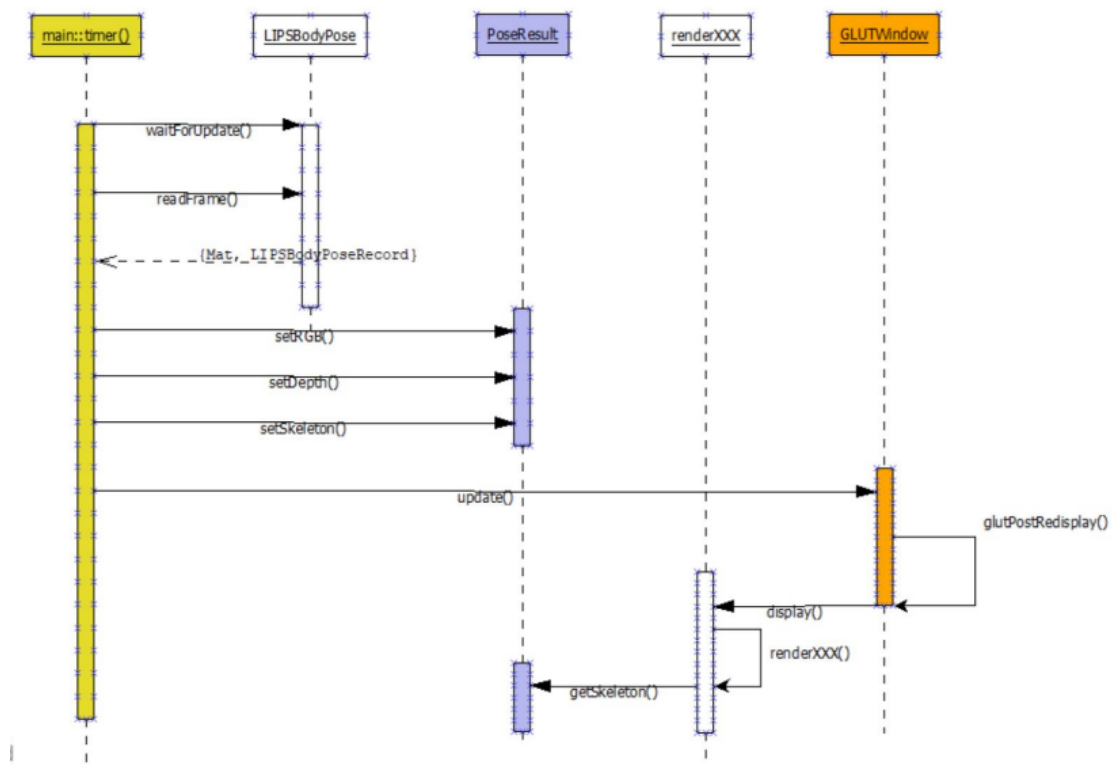 main::timer()
LIPSBodyPose
PoseResult
renderXXX
GLUTWindow
waitForUpdate()
readFrame()
{Mat, LIPSBodyPoseRecord}
setRGB()
setDepth()
setSkeleton()
update()
glutPostRedisplay()
display()
renderXXX()
getSkeleton()